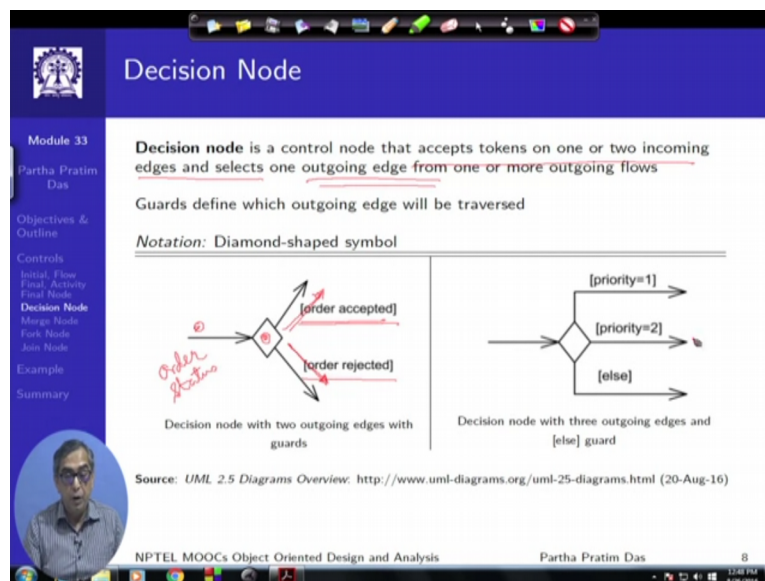 Decision Node
Module 33
Partha Pratim
Das
Objectives &
Outline
Controls
Initial, Flow
Final, Activity
Final Node
Decision Node
Merge Node
Fork Node
Join Node
Example
Summary
Decision node is a control node that accepts tokens on one or two incoming
edges and selects one outgoing edge from one or more outgoing flows
Guards define which outgoing edge will be traversed
Notation: Diamond-shaped symbol
[order accepted]
[order rejected]
order
status
Decision node with two outgoing edges with
guards
[priority=1]
[priority=2]
[else]
Decision node with three outgoing edges and
[else] guard
Source: UML 2.5 Diagrams Overview: http://www.uml-diagrams.org/uml-25-diagrams.html (20-Aug-16)
NPTEL MOOCs Object Oriented Design and Analysis
Partha Pratim Das
8
12:48 PM